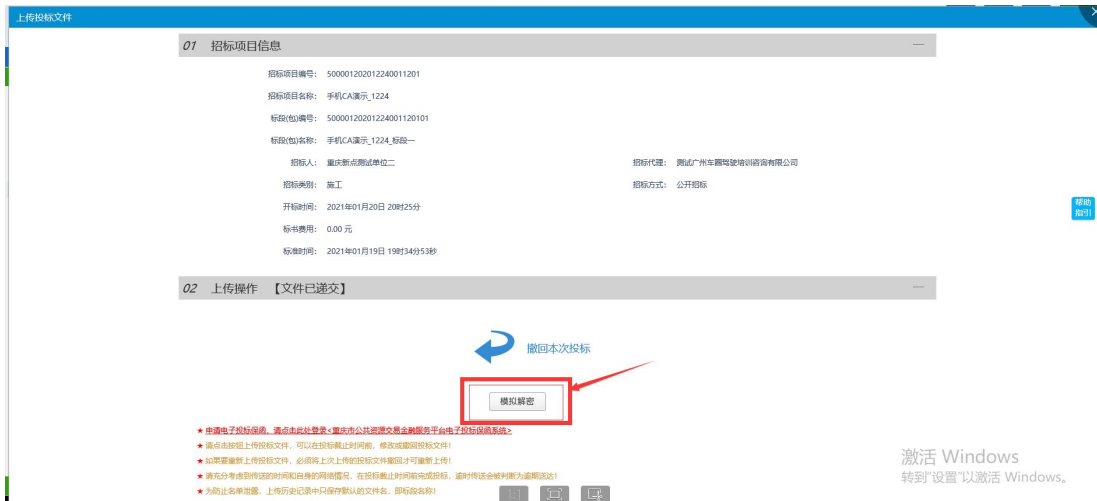 上传投标文件
01 招标项目信息
招标项目编号： 500001202012240011201
招标项目名称： 手机CA演示_1224
标段(包)编号： 50000120201224001120101
标段(包)名称： 手机CA演示_1224_标段一
招标人： 重庆新点测试单位二 招标代理： 测试广州车圆驾驶培训咨询有限公司
招标类别： 施工 招标方式： 公开招标
开标时间： 2021年01月20日 20时25分
标书费用： 0.00 元
标准时间： 2021年01月19日 19时34分53秒
帮助
指引
02 上传操作 【文件已递交】
撤回本次投标
模拟解密
★ 申请电子投标保函，请点击此处登录<重庆市公共资源交易金融服务平台电子投标保函系统>
★ 请点击按钮上传投标文件，可以在投标截止时间前，修改或撤回投标文件！
★ 如果要重新上传投标文件，必须将上次上传的投标文件撤回才可重新上传！
★ 请充分考虑到传送的时间和自身的网络情况，在投标截止时间前完成投标，逾时传送会被判断为逾期送达！
★ 为防止名单泄露，上传历史记录中只保存默认的文件名，即标段名称！
激活 Windows
转到"设置"以激活 Windows。
1:1